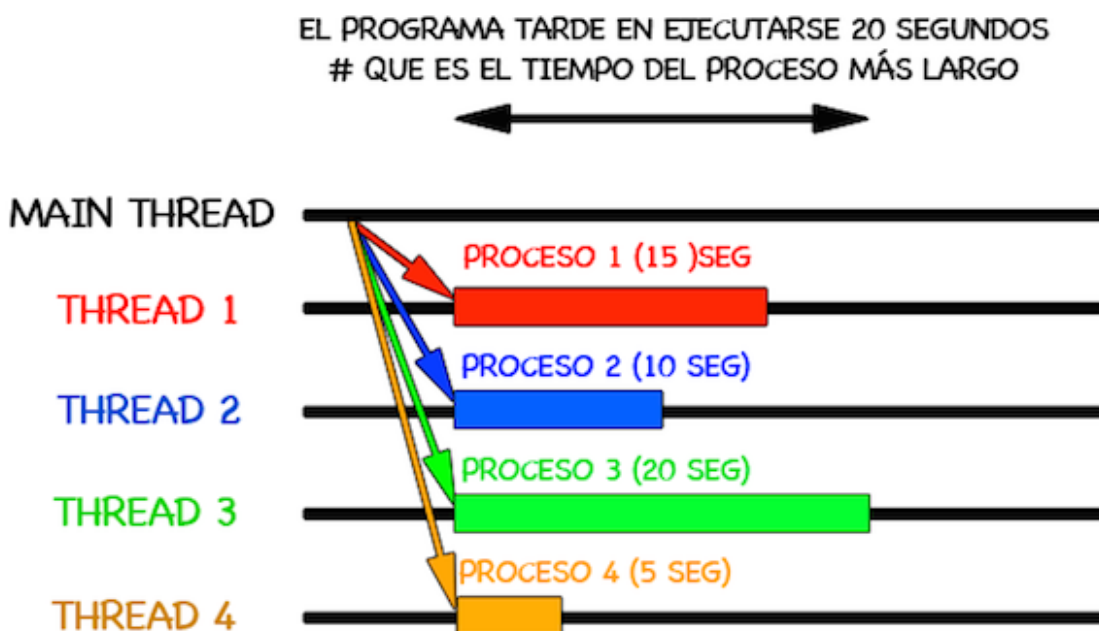 EL PROGRAMA TARDE EN EJECUTARSE 20 SEGUNDOS
# QUE ES EL TIEMPO DEL PROCESO MÁS LARGO
MAIN THREAD
PROCESO 1 (15 )SEG
THREAD 1
PROCESO 2 (10 SEG)
THREAD 2
PROCESO 3 (20 SEG)
THREAD 3
PROCESO 4 (5 SEG)
THREAD 4